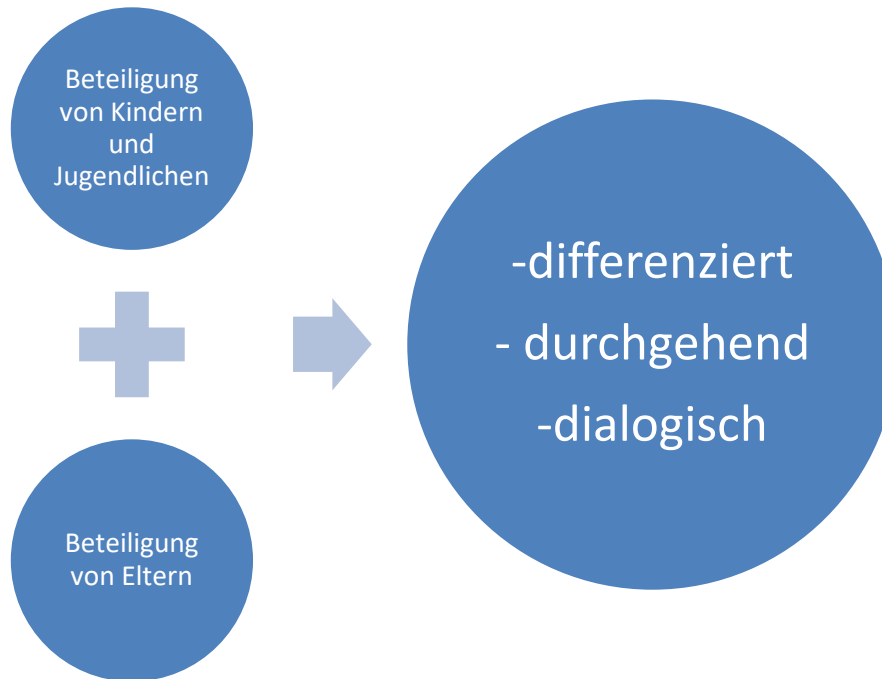 Beteiligung
von Kindern
und
Jugendlichen
-differenziert
- durchgehend
-dialogisch
Beteiligung
von Eltern